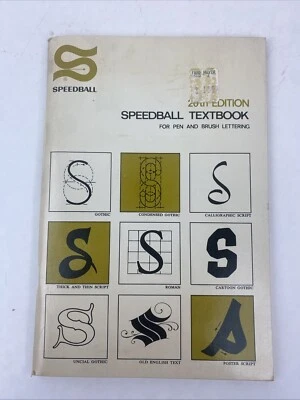 SPEEDBALL
20th EDITION
SPEEDBALL TEXTBOOK
FOR PEN AND BRUSH LETTERING
S S S
GOTHIC CONDENSED GOTHIC CALLIGRAPHIC SCRIPT
S S S
THICK AND THIN SCRIPT ROMAN CARTOON GOTHIC
S S S
UNCIAL GOTHIC OLD ENGLISH TEXT POSTER SCRIPT